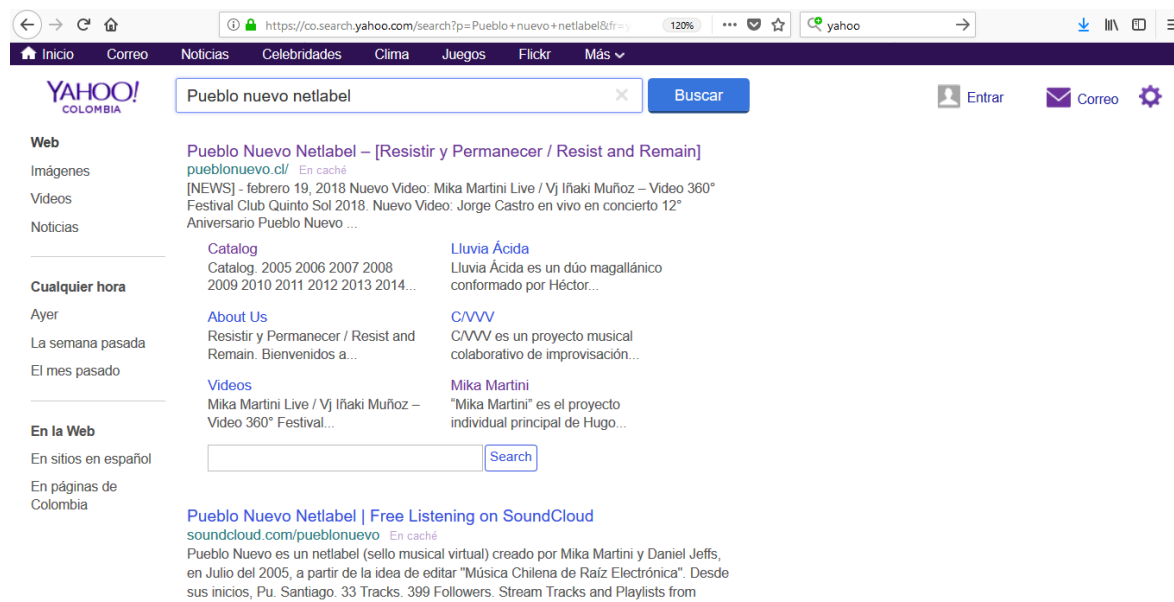 https://co.search.yahoo.com/search?p=Pueblo+nuevo+netlabel&fr=y
120%
yahoo
Inicio Correo Noticias Celebridades Clima Juegos Flickr Más
YAHOO!
COLOMBIA
Pueblo nuevo netlabel
Buscar
Entrar
Correo
Web
Imágenes
Videos
Noticias
Cualquier hora
Ayer
La semana pasada
El mes pasado
En la Web
En sitios en español
En páginas de
Colombia
Pueblo Nuevo Netlabel – [Resistir y Permanecer / Resist and Remain]
pueblonuevo.cl/ En caché
[NEWS] - febrero 19, 2018 Nuevo Video: Mika Martini Live / Vj Iñaki Muñoz – Video 360°
Festival Club Quinto Sol 2018. Nuevo Video: Jorge Castro en vivo en concierto 12°
Aniversario Pueblo Nuevo ...
Catalog
Catalog. 2005 2006 2007 2008
2009 2010 2011 2012 2013 2014...
Lluvia Ácida
Lluvia Ácida es un dúo magallánico
conformado por Héctor...
About Us
Resistir y Permanecer / Resist and
Remain. Bienvenidos a...
C/VVV
C/VVV es un proyecto musical
colaborativo de improvisación...
Videos
Mika Martini Live / Vj Iñaki Muñoz –
Video 360° Festival...
Mika Martini
“Mika Martini” es el proyecto
individual principal de Hugo...
Search
Pueblo Nuevo Netlabel | Free Listening on SoundCloud
soundcloud.com/pueblonuevo En caché
Pueblo Nuevo es un netlabel (sello musical virtual) creado por Mika Martini y Daniel Jeffs,
en Julio del 2005, a partir de la idea de editar "Música Chilena de Raíz Electrónica". Desde
sus inicios, Pu. Santiago. 33 Tracks. 399 Followers. Stream Tracks and Playlists from